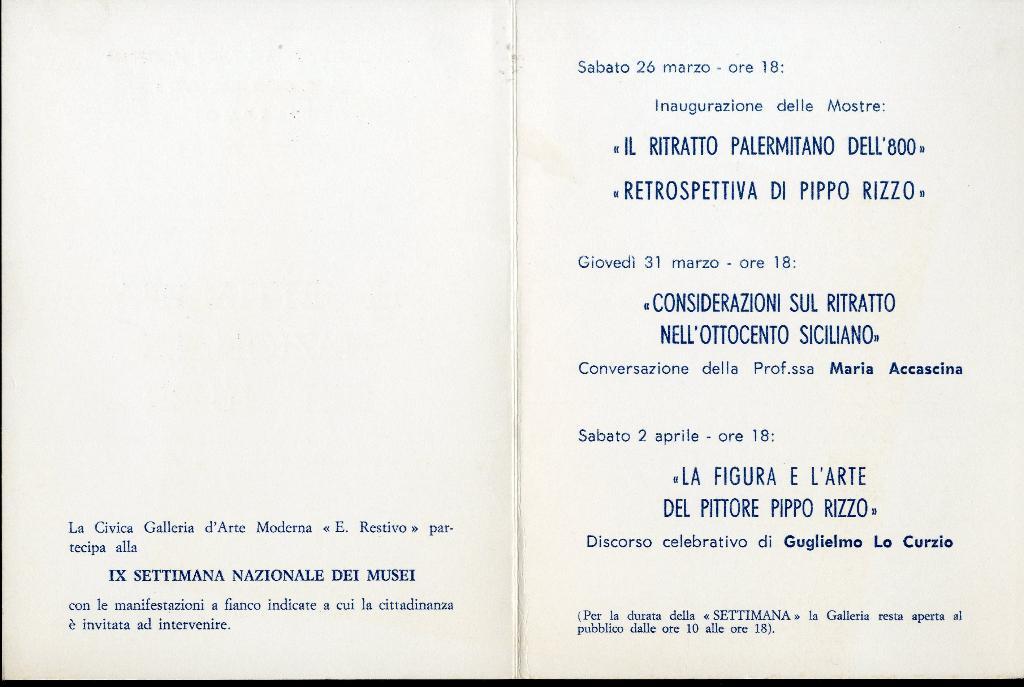 La Civica Galleria d'Arte Moderna « E. Restivo » par-
tecipa alla
IX SETTIMANA NAZIONALE DEI MUSEI
con le manifestazioni a fianco indicate a cui la cittadinanza
è invitata ad intervenire.
Sabato 26 marzo - ore 18:
Inaugurazione delle Mostre:
« IL RITRATTO PALERMITANO DELL'800 »
« RETROSPETTIVA DI PIPPO RIZZO »
Giovedì 31 marzo - ore 18:
« CONSIDERAZIONI SUL RITRATTO
NELL'OTTOCENTO SICILIANO »
Conversazione della Prof.ssa Maria Accascina
Sabato 2 aprile - ore 18:
« LA FIGURA E L'ARTE
DEL PITTORE PIPPO RIZZO »
Discorso celebrativo di Guglielmo Lo Curzio
(Per la durata della « SETTIMANA » la Galleria resta aperta al
pubblico dalle ore 10 alle ore 18).